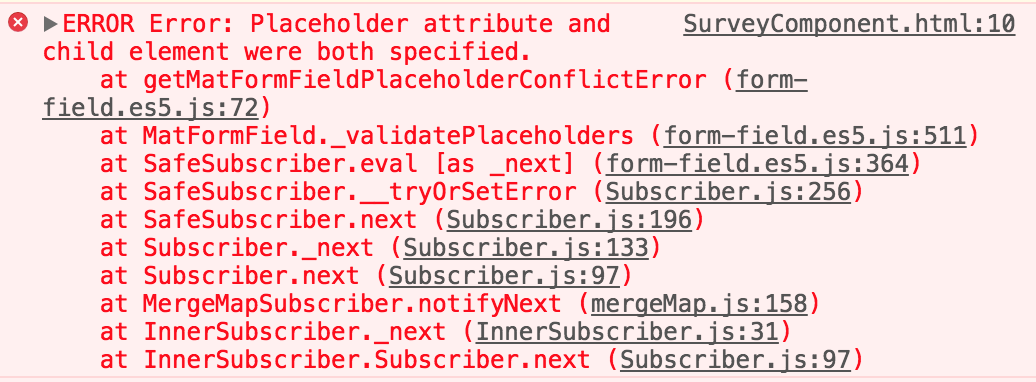 ▶ERROR Error: Placeholder attribute and SurveyComponent.html:10
child element were both specified.
at getMatFormFieldPlaceholderConflictError (form-
field.es5.js:72)
at MatFormField._validatePlaceholders (form-field.es5.js:511)
at SafeSubscriber.eval [as _next] (form-field.es5.js:364)
at SafeSubscriber.__tryOrSetError (Subscriber.js:256)
at SafeSubscriber.next (Subscriber.js:196)
at Subscriber._next (Subscriber.js:133)
at Subscriber.next (Subscriber.js:97)
at MergeMapSubscriber.notifyNext (mergeMap.js:158)
at InnerSubscriber._next (InnerSubscriber.js:31)
at InnerSubscriber.Subscriber.next (Subscriber.js:97)